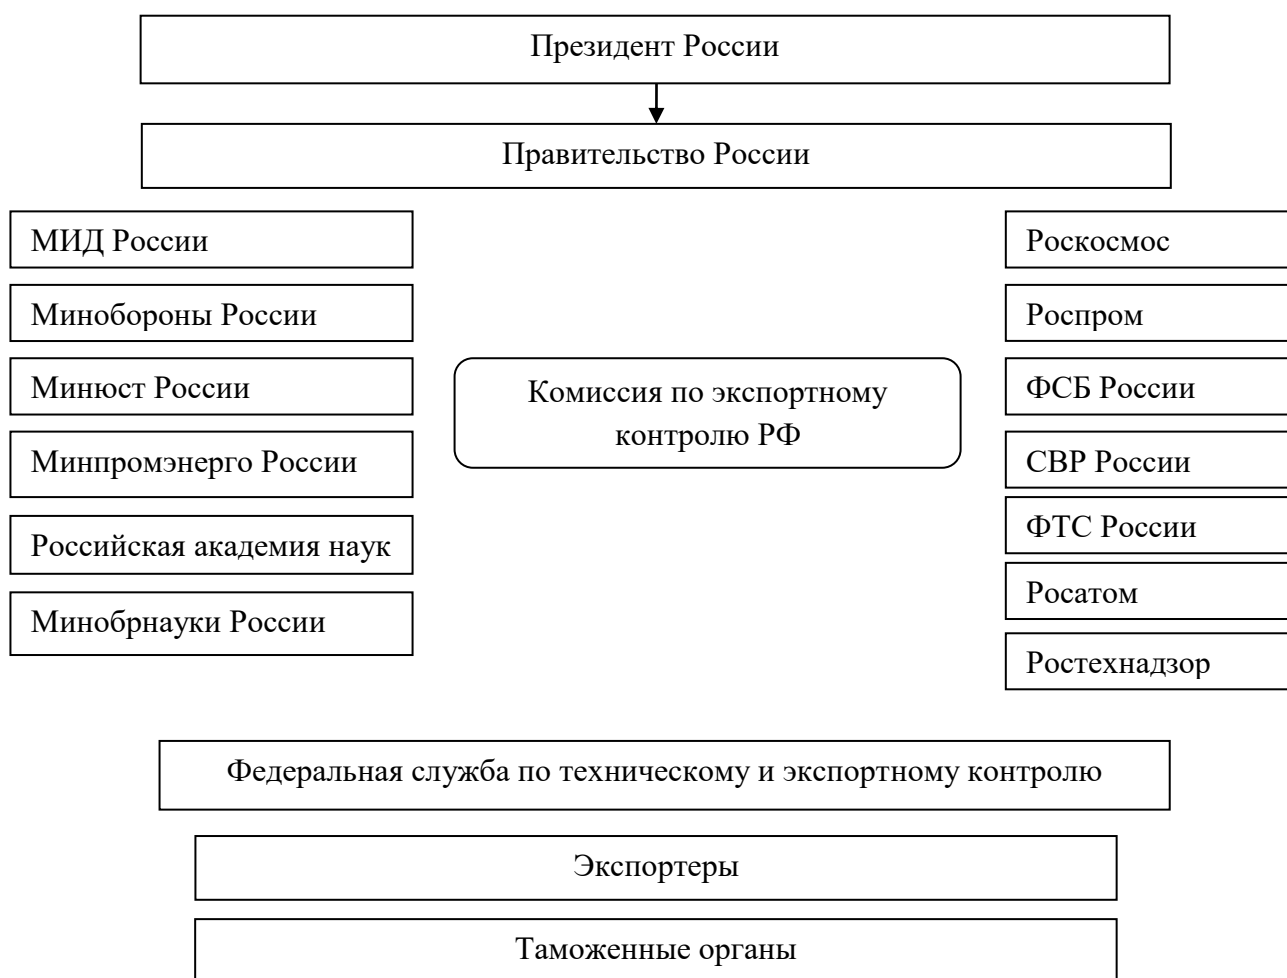 Президент России
Правительство России
МИД России
Минобороны России
Минюст России
Минпромэнерго России
Российская академия наук
Минобрнауки России
Комиссия по экспортному
контролю РФ
Роскосмос
Роспром
ФСБ России
СВР России
ФТС России
Росатом
Ростехнадзор
Федеральная служба по техническому и экспортному контролю
Экспортеры
Таможенные органы